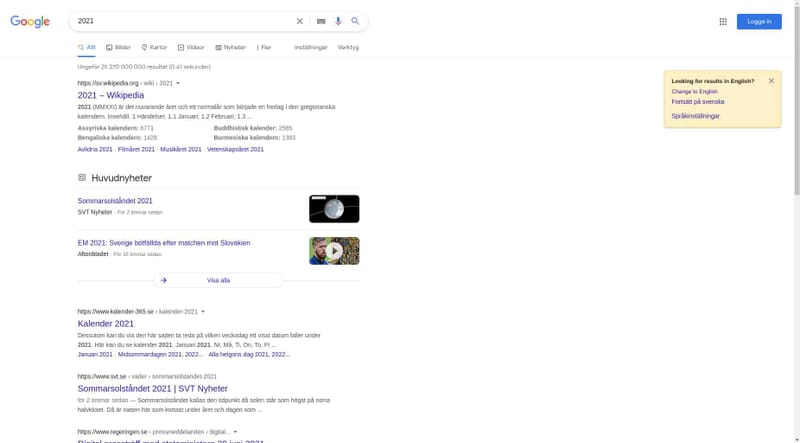 Google
2021
Logga in
Allt
Bilder
Kartor
Videor
Nyheter
Fler
Inställningar
Verktyg
Ungefär 25 270 000 000 resultat (0,41 sekunder)
https://sv.wikipedia.org › wiki › 2021
2021 – Wikipedia
2021 (MMXXI) är det nuvarande året och ett normalår som började en fredag i den gregorianska
kalendern. Innehåll. 1 Händelser. 1.1 Januari; 1.2 Februari; 1.3 ...
Assyriska kalendern: 6771
Buddhistisk kalender: 2565
Bengaliska kalendern: 1428
Burmesiska kalendern: 1383
Avlidna 2021 · Filmåret 2021 · Musikåret 2021 · Vetenskapsåret 2021
Looking for results in English?
Change to English
Fortsätt på svenska
Språkinställningar
Huvudnyheter
Sommarsolståndet 2021
SVT Nyheter · För 2 timmar sedan
EM 2021: Sverige bötfällda efter matchen mot Slovakien
Aftonbladet · För 16 timmar sedan
Visa alla
https://www.kalender-365.se › kalender-2021
Kalender 2021
Dessutom kan du via den här sajten ta reda på vilken veckodag ett visst datum faller under
2021. Här kan du se kalender 2021. Januari 2021. Nr, Må, Ti, On, To, Fr ...
Januari 2021 · Midsommardagen 2021, 2022... · Alla helgons dag 2021, 2022...
https://www.svt.se › vader › sommarsolstandet-2021
Sommarsolståndet 2021 | SVT Nyheter
för 2 timmar sedan — Sommarsolståndet kallas den tidpunkt då solen står som högst på norra
halvklotet. Då är natten här som kortast under året och dagen som ...
https://www.regeringen.se › pressmeddelanden › digital...
Digital pressträff med statsministern 28 juni 2021